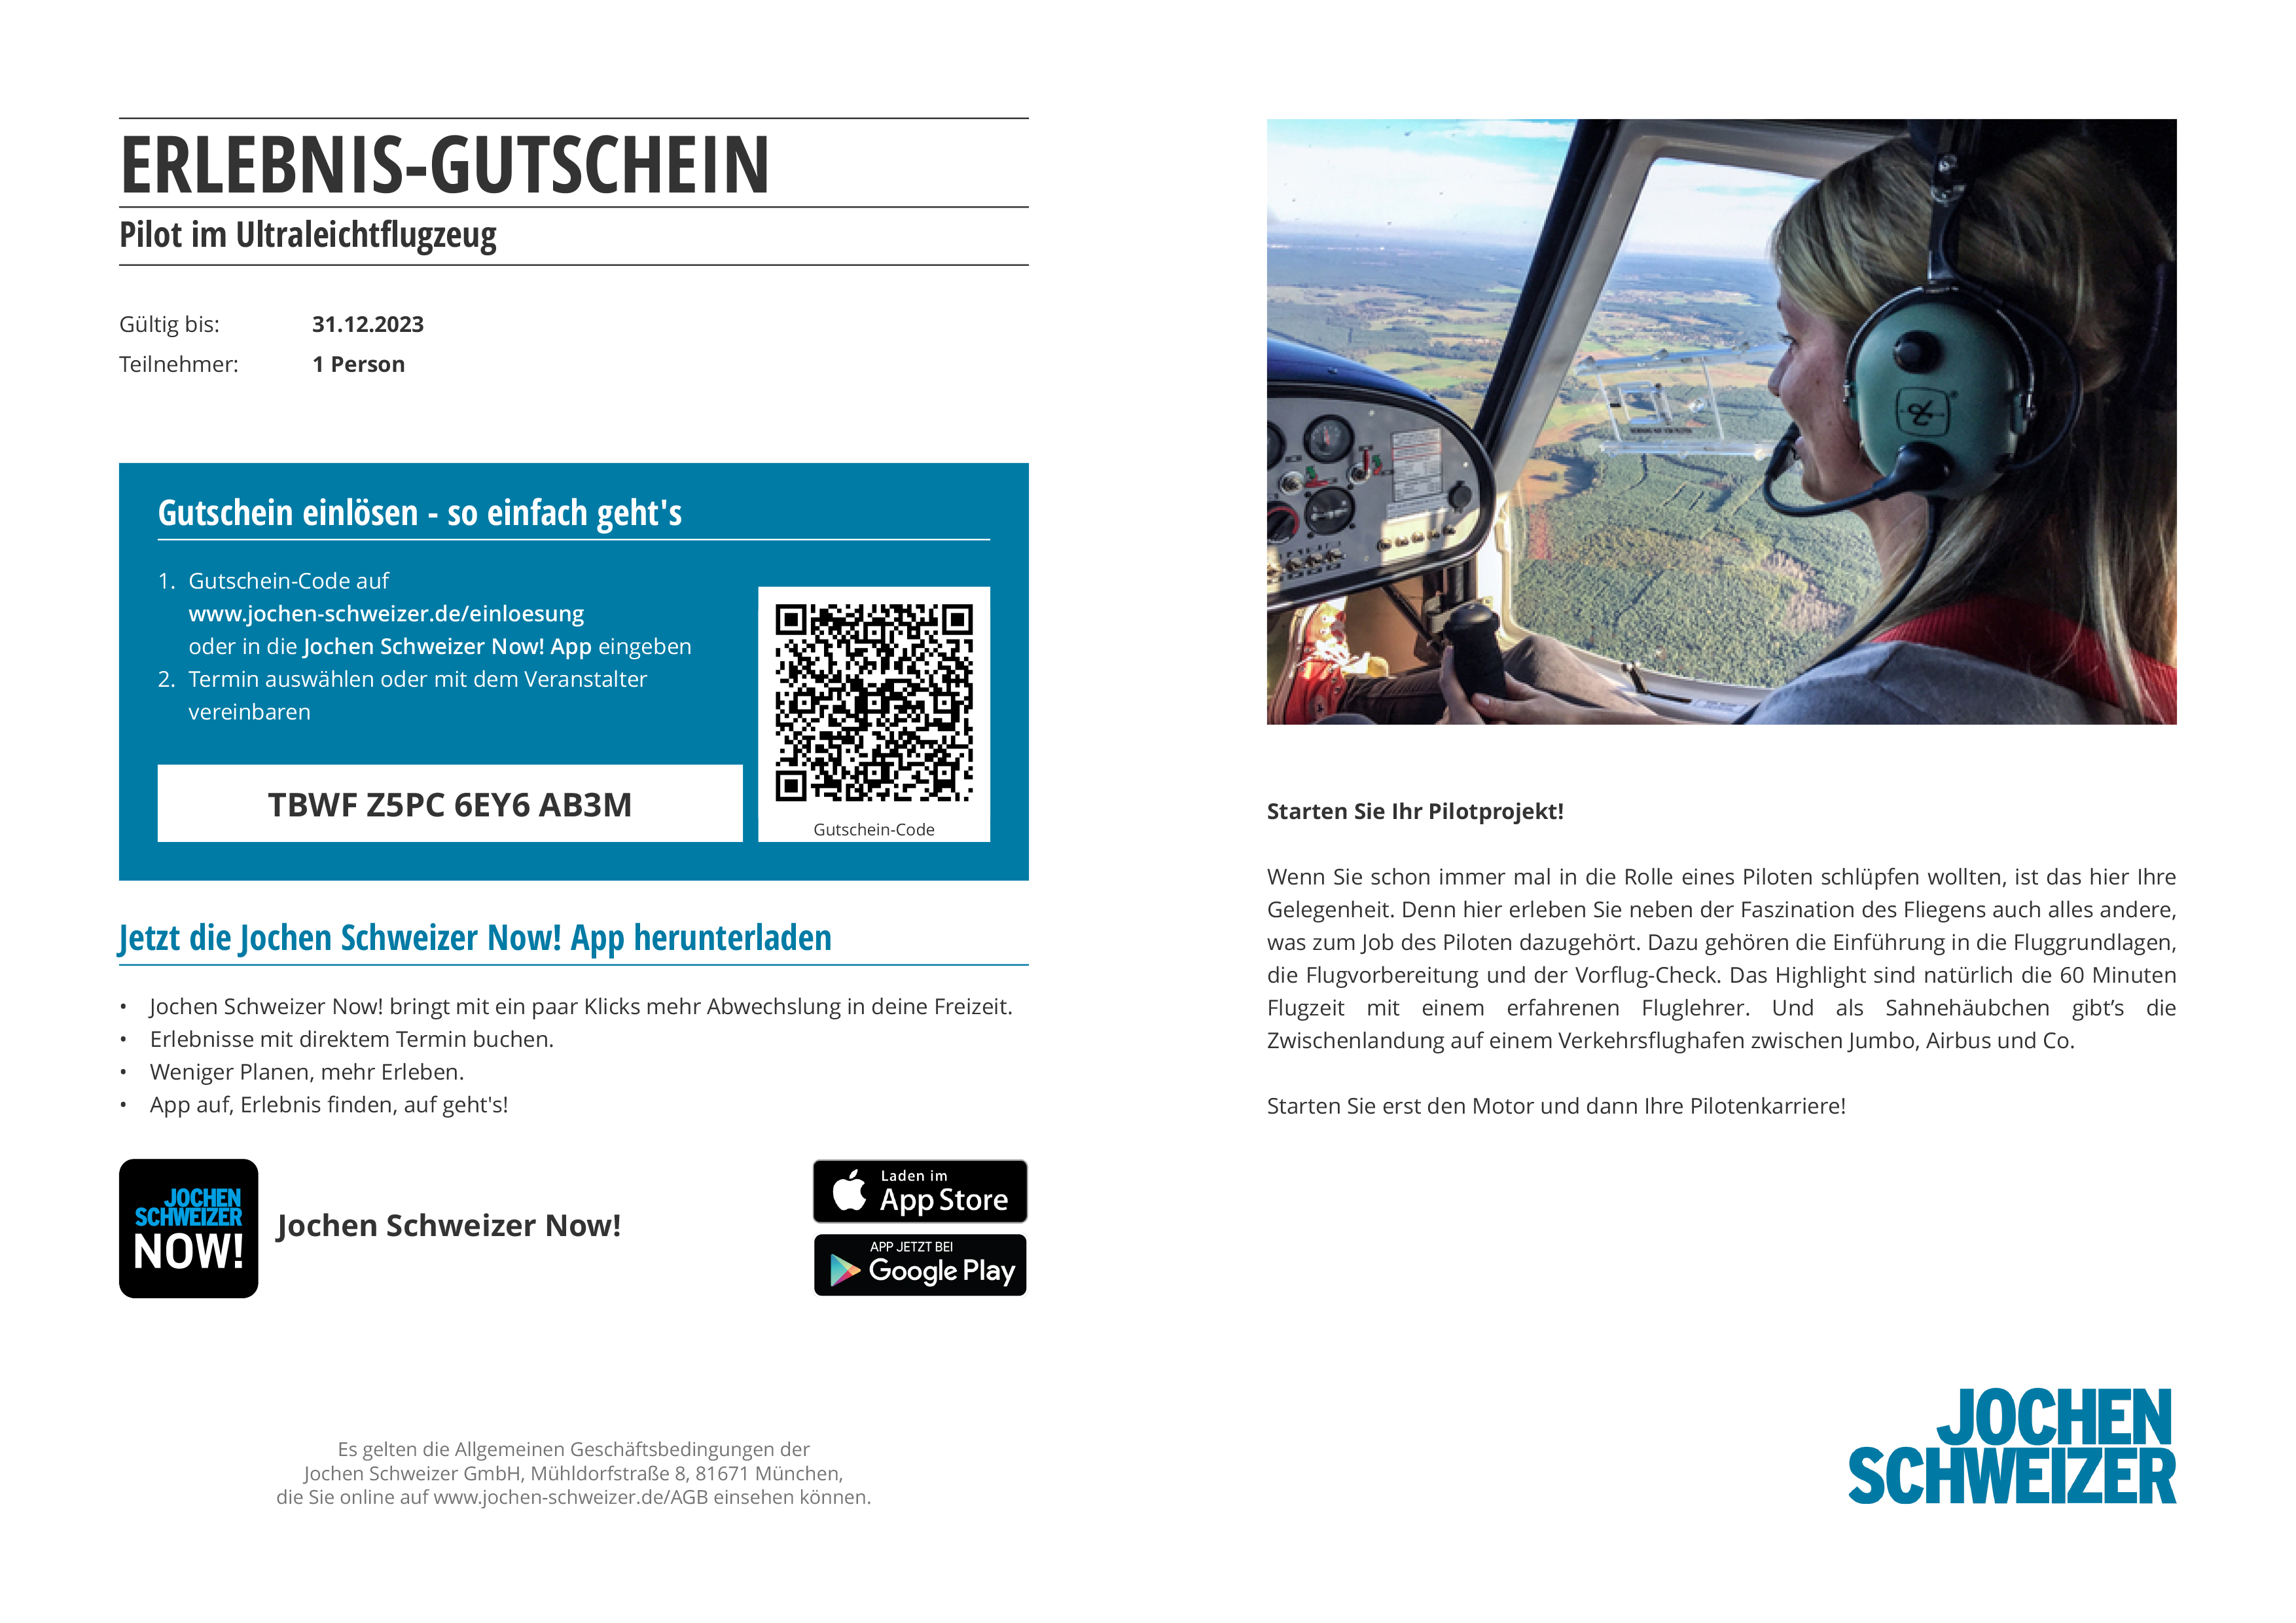 ERLEBNIS-GUTSCHEIN
Pilot im Ultraleichtflugzeug
Gültig bis: 31.12.2023
Teilnehmer: 1 Person
Gutschein einlösen - so einfach geht's
1. Gutschein-Code auf
www.jochen-schweizer.de/einloesung
oder in die Jochen Schweizer Now! App eingeben
2. Termin auswählen oder mit dem Veranstalter
vereinbaren
TBWF Z5PC 6EY6 AB3M
Gutschein-Code
Jetzt die Jochen Schweizer Now! App herunterladen
• Jochen Schweizer Now! bringt mit ein paar Klicks mehr Abwechslung in deine Freizeit.
• Erlebnisse mit direktem Termin buchen.
• Weniger Planen, mehr Erleben.
• App auf, Erlebnis finden, auf geht's!
JOCHEN
SCHWEIZER
NOW!
Jochen Schweizer Now!
Laden im
App Store
APP JETZT BEI
Google Play
Es gelten die Allgemeinen Geschäftsbedingungen der
Jochen Schweizer GmbH, Mühldorfstraße 8, 81671 München,
die Sie online auf www.jochen-schweizer.de/AGB einsehen können.
Starten Sie Ihr Pilotprojekt!
Wenn Sie schon immer mal in die Rolle eines Piloten schlüpfen wollten, ist das hier Ihre
Gelegenheit. Denn hier erleben Sie neben der Faszination des Fliegens auch alles andere,
was zum Job des Piloten dazugehört. Dazu gehören die Einführung in die Fluggrundlagen,
die Flugvorbereitung und der Vorflug-Check. Das Highlight sind natürlich die 60 Minuten
Flugzeit mit einem erfahrenen Fluglehrer. Und als Sahnehäubchen gibt’s die
Zwischenlandung auf einem Verkehrsflughafen zwischen Jumbo, Airbus und Co.
Starten Sie erst den Motor und dann Ihre Pilotenkarriere!
JOCHEN
SCHWEIZER